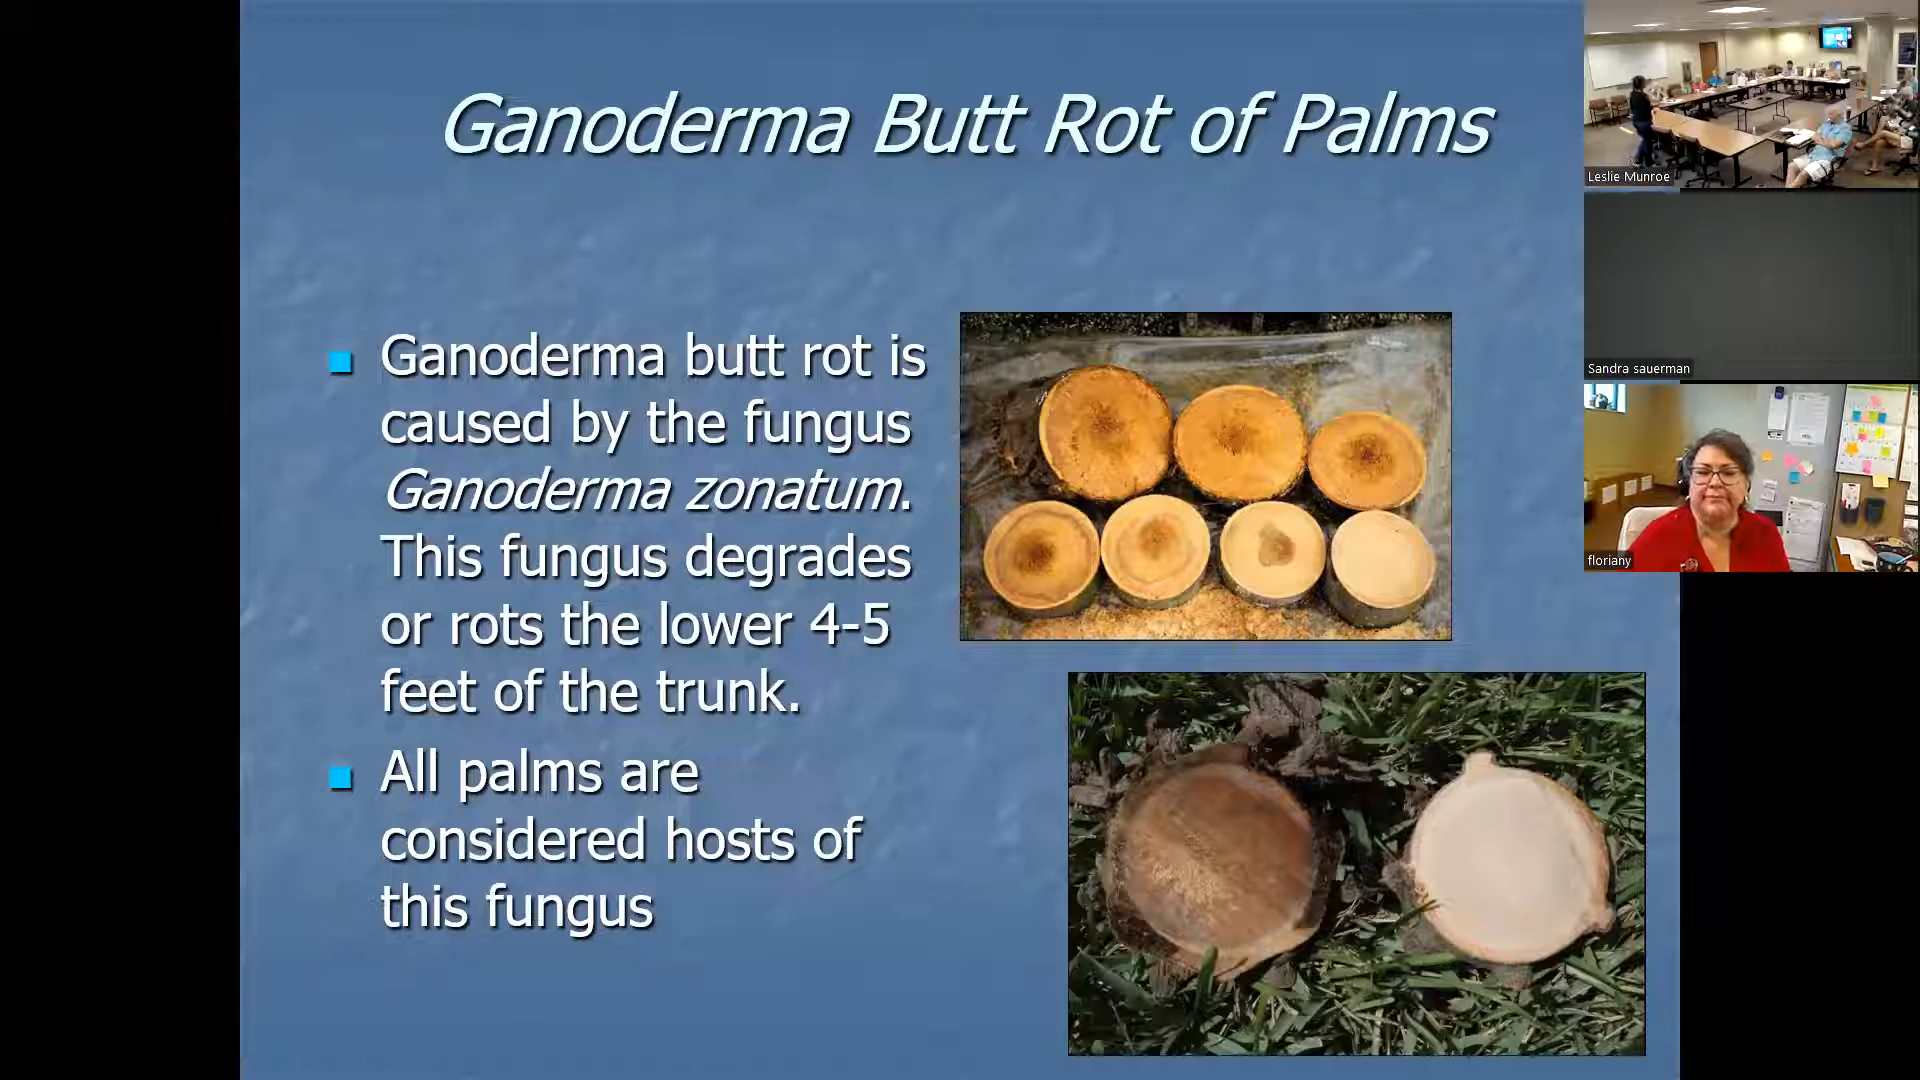 Ganoderma Butt Rot of Palms
Ganoderma butt rot is
caused by the fungus
Ganoderma zonatum.
This fungus degrades
or rots the lower 4-5
feet of the trunk.
All palms are
considered hosts of
this fungus
Leslie Munroe
Sandra sauerman
floriany